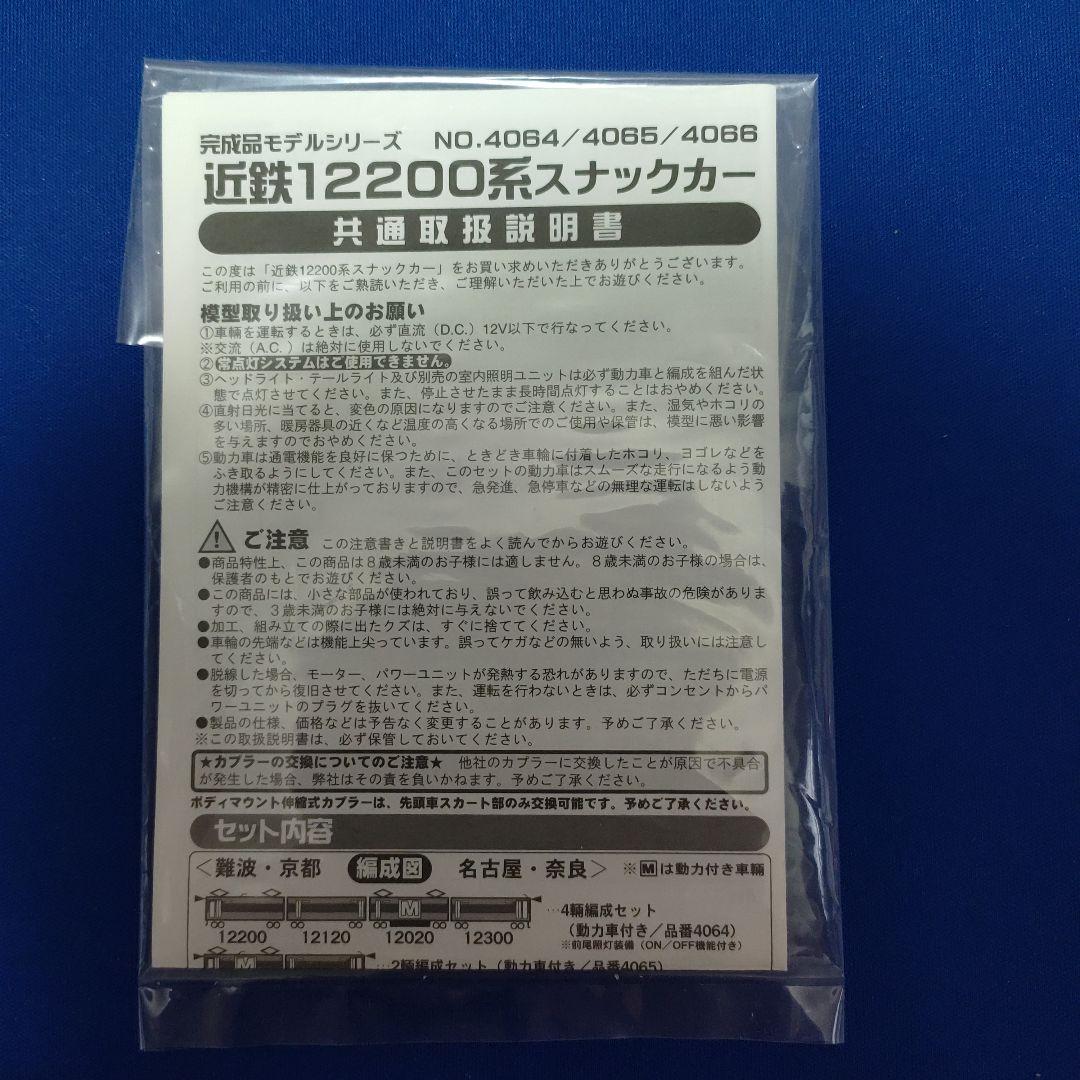 完成品モデルシリーズ NO.4064/4065/4066
近鉄12200系スナックカー
共通取扱説明書
この度は「近鉄12200系スナックカー」をお買い求めいただきありがとうございます。
ご利用の前に、以下をご熟読いただき、ご理解いただいた上でお遊びください。
模型取り扱い上のお願い
①車輌を運転するときは、必ず直流（D.C.）12V以下で行なってください。
※交流（A.C.）は絶対に使用しないでください。
②常点灯システムはご使用できません。
③ヘッドライト・テールライト及び別売の室内照明ユニットは必ず動力車と編成を組んだ状
態で点灯させてください。また、停止させたまま長時間点灯することはおやめください。
④直射日光に当てると、変色の原因になりますのでご注意ください。また、湿気やホコリの
多い場所、暖房器具の近くなど温度の高くなる場所でのご使用や保管は、模型に悪い影響
を与えますのでおやめください。
⑤動力車は通電機能を良好に保つために、ときどき車輪に付着したホコリ、ヨゴレなどを
ふき取るようにしてください。また、このセットの動力車はスムーズな走行になるよう動
力機構が精密に仕上がっておりますので、急発進、急停車などの無理な運転はしないよう
ご注意ください。
ご注意 この注意書きと説明書をよく読んでからお遊びください。
●商品特性上、この商品は8歳未満のお子様には適しません。8歳未満のお子様の場合は、
保護者のもとでお遊びください。
●この商品には、小さな部品が使われており、誤って飲み込むと思わぬ事故の危険がありま
すので、3歳未満のお子様には絶対に与えないでください。
●加工、組み立ての際に出たクズは、すぐに捨ててください。
●車輪の先端などは機能上尖っています。誤ってケガなどの無いよう、取り扱いには注意し
てください。
●脱線した場合、モーター、パワーユニットが発熱する恐れがありますので、ただちに電源
を切ってから復旧させてください。また、運転を行わないときは、必ずコンセントからパ
ワーユニットのプラグを抜いてください。
●製品の仕様、価格などは予告なく変更することがあります。予めご了承ください。
※この取扱説明書は、必ず保管しておいてください。
★カプラーの交換についてのご注意★ 他社のカプラーに交換したことが原因で不具合
が発生した場合、弊社はその責を負いかねます。予めご了承ください。
ボディマウント伸縮式カプラーは、先頭車スカート部のみ交換可能です。予めご了承ください。
セット内容
＜難波・京都 編成図 名古屋・奈良＞ ※Mは動力付き車輌
M …4輌編成セット
12200 12120 12020 12300 （動力車付き／品番4064）
※前尾照灯装備（ON／OFF機能付き）
M …2輌編成セット（動力車付き／品番4065）